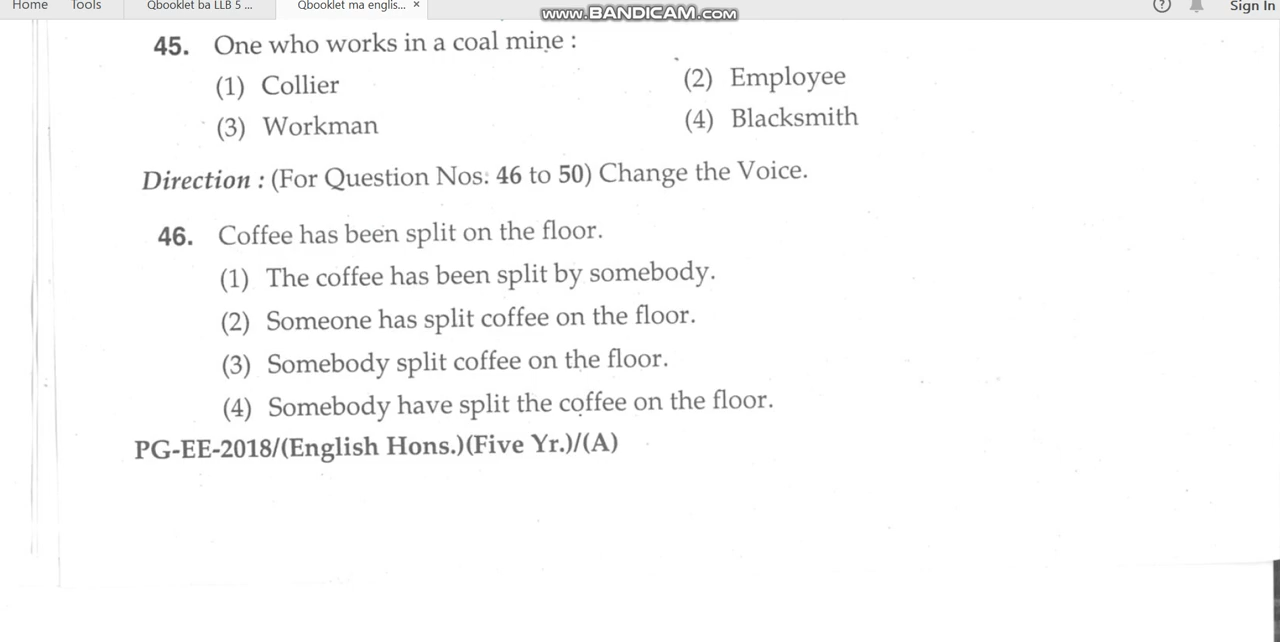 Home Tools Qbooklet ba LLB 5 ... Qbooklet ma englis... × www.BANDICAM.com ? Sign In
45. One who works in a coal mine :
(1) Collier (2) Employee
(3) Workman (4) Blacksmith
Direction : (For Question Nos. 46 to 50) Change the Voice.
46. Coffee has been split on the floor.
(1) The coffee has been split by somebody.
(2) Someone has split coffee on the floor.
(3) Somebody split coffee on the floor.
(4) Somebody have split the coffee on the floor.
PG-EE-2018/(English Hons.)(Five Yr.)/(A)